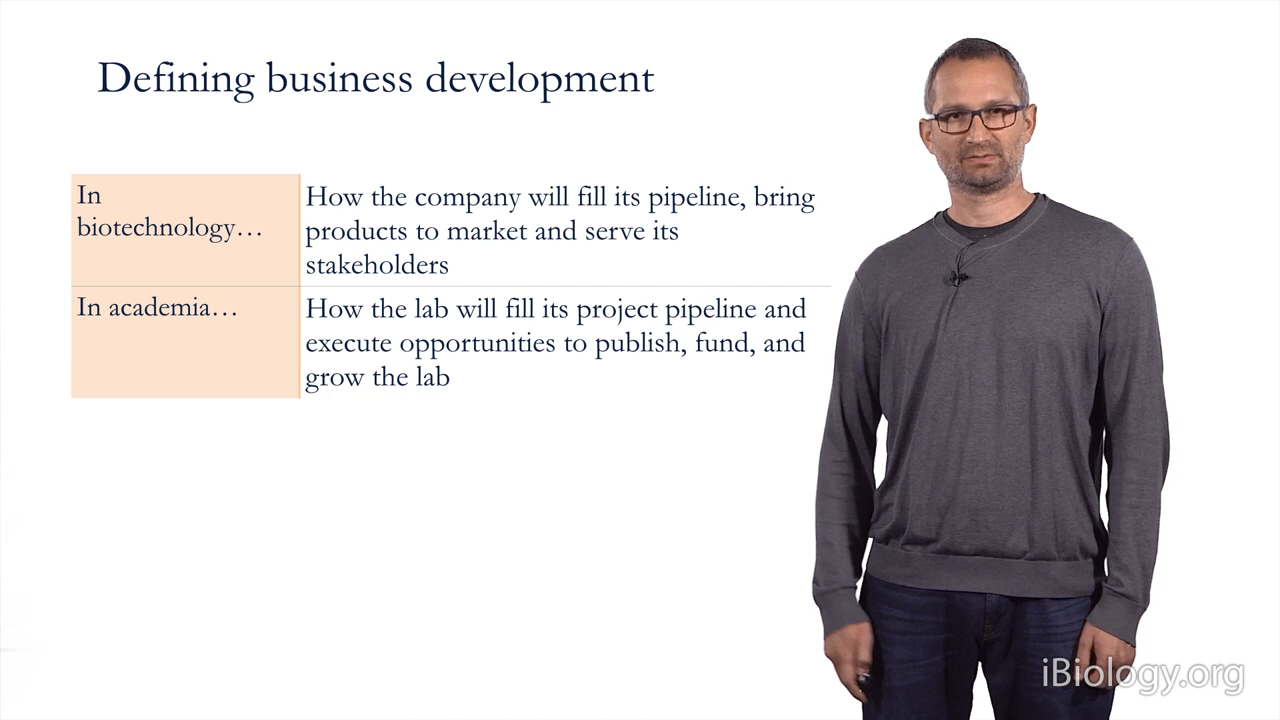 Defining business development
In
biotechnology…
How the company will fill its pipeline, bring
products to market and serve its
stakeholders
In academia…
How the lab will fill its project pipeline and
execute opportunities to publish, fund, and
grow the lab
iBiology.org